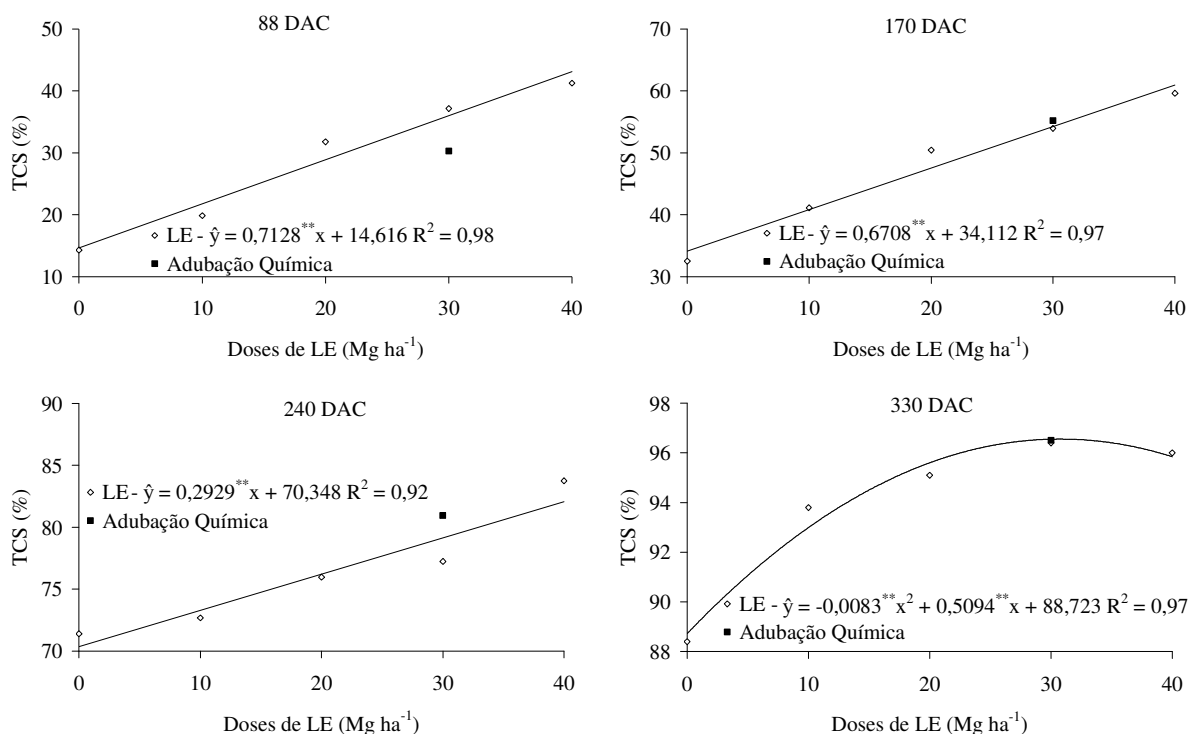 88 DAC
TCS (%)
50
40
30
20
10
LE - ŷ = 0,7128**x + 14,616 R² = 0,98
Adubação Química
0 10 20 30 40
Doses de LE (Mg ha⁻¹)
170 DAC
TCS (%)
70
60
50
40
30
LE - ŷ = 0,6708**x + 34,112 R² = 0,97
Adubação Química
0 10 20 30 40
Doses de LE (Mg ha⁻¹)
240 DAC
TCS (%)
90
85
80
75
70
LE - ŷ = 0,2929**x + 70,348 R² = 0,92
Adubação Química
0 10 20 30 40
Doses de LE (Mg ha⁻¹)
330 DAC
TCS (%)
98
96
94
92
90
88
LE - ŷ = -0,0083**x² + 0,5094**x + 88,723 R² = 0,97
Adubação Química
0 10 20 30 40
Doses de LE (Mg ha⁻¹)